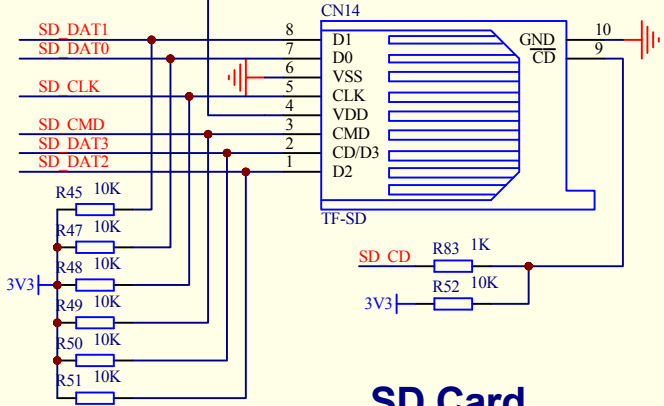 CN14
SD_DAT1 8 D1 GND 10
SD_DAT0 7 D0 CD 9
6 VSS
SD_CLK 5 CLK
4 VDD
SD_CMD 3 CMD
SD_DAT3 2 CD/D3
SD_DAT2 1 D2
TF-SD
R45 10K
R47 10K
R48 10K
R49 10K
R50 10K
R51 10K
3V3
SD_CD R83 1K
3V3 R52 10K
SD Card